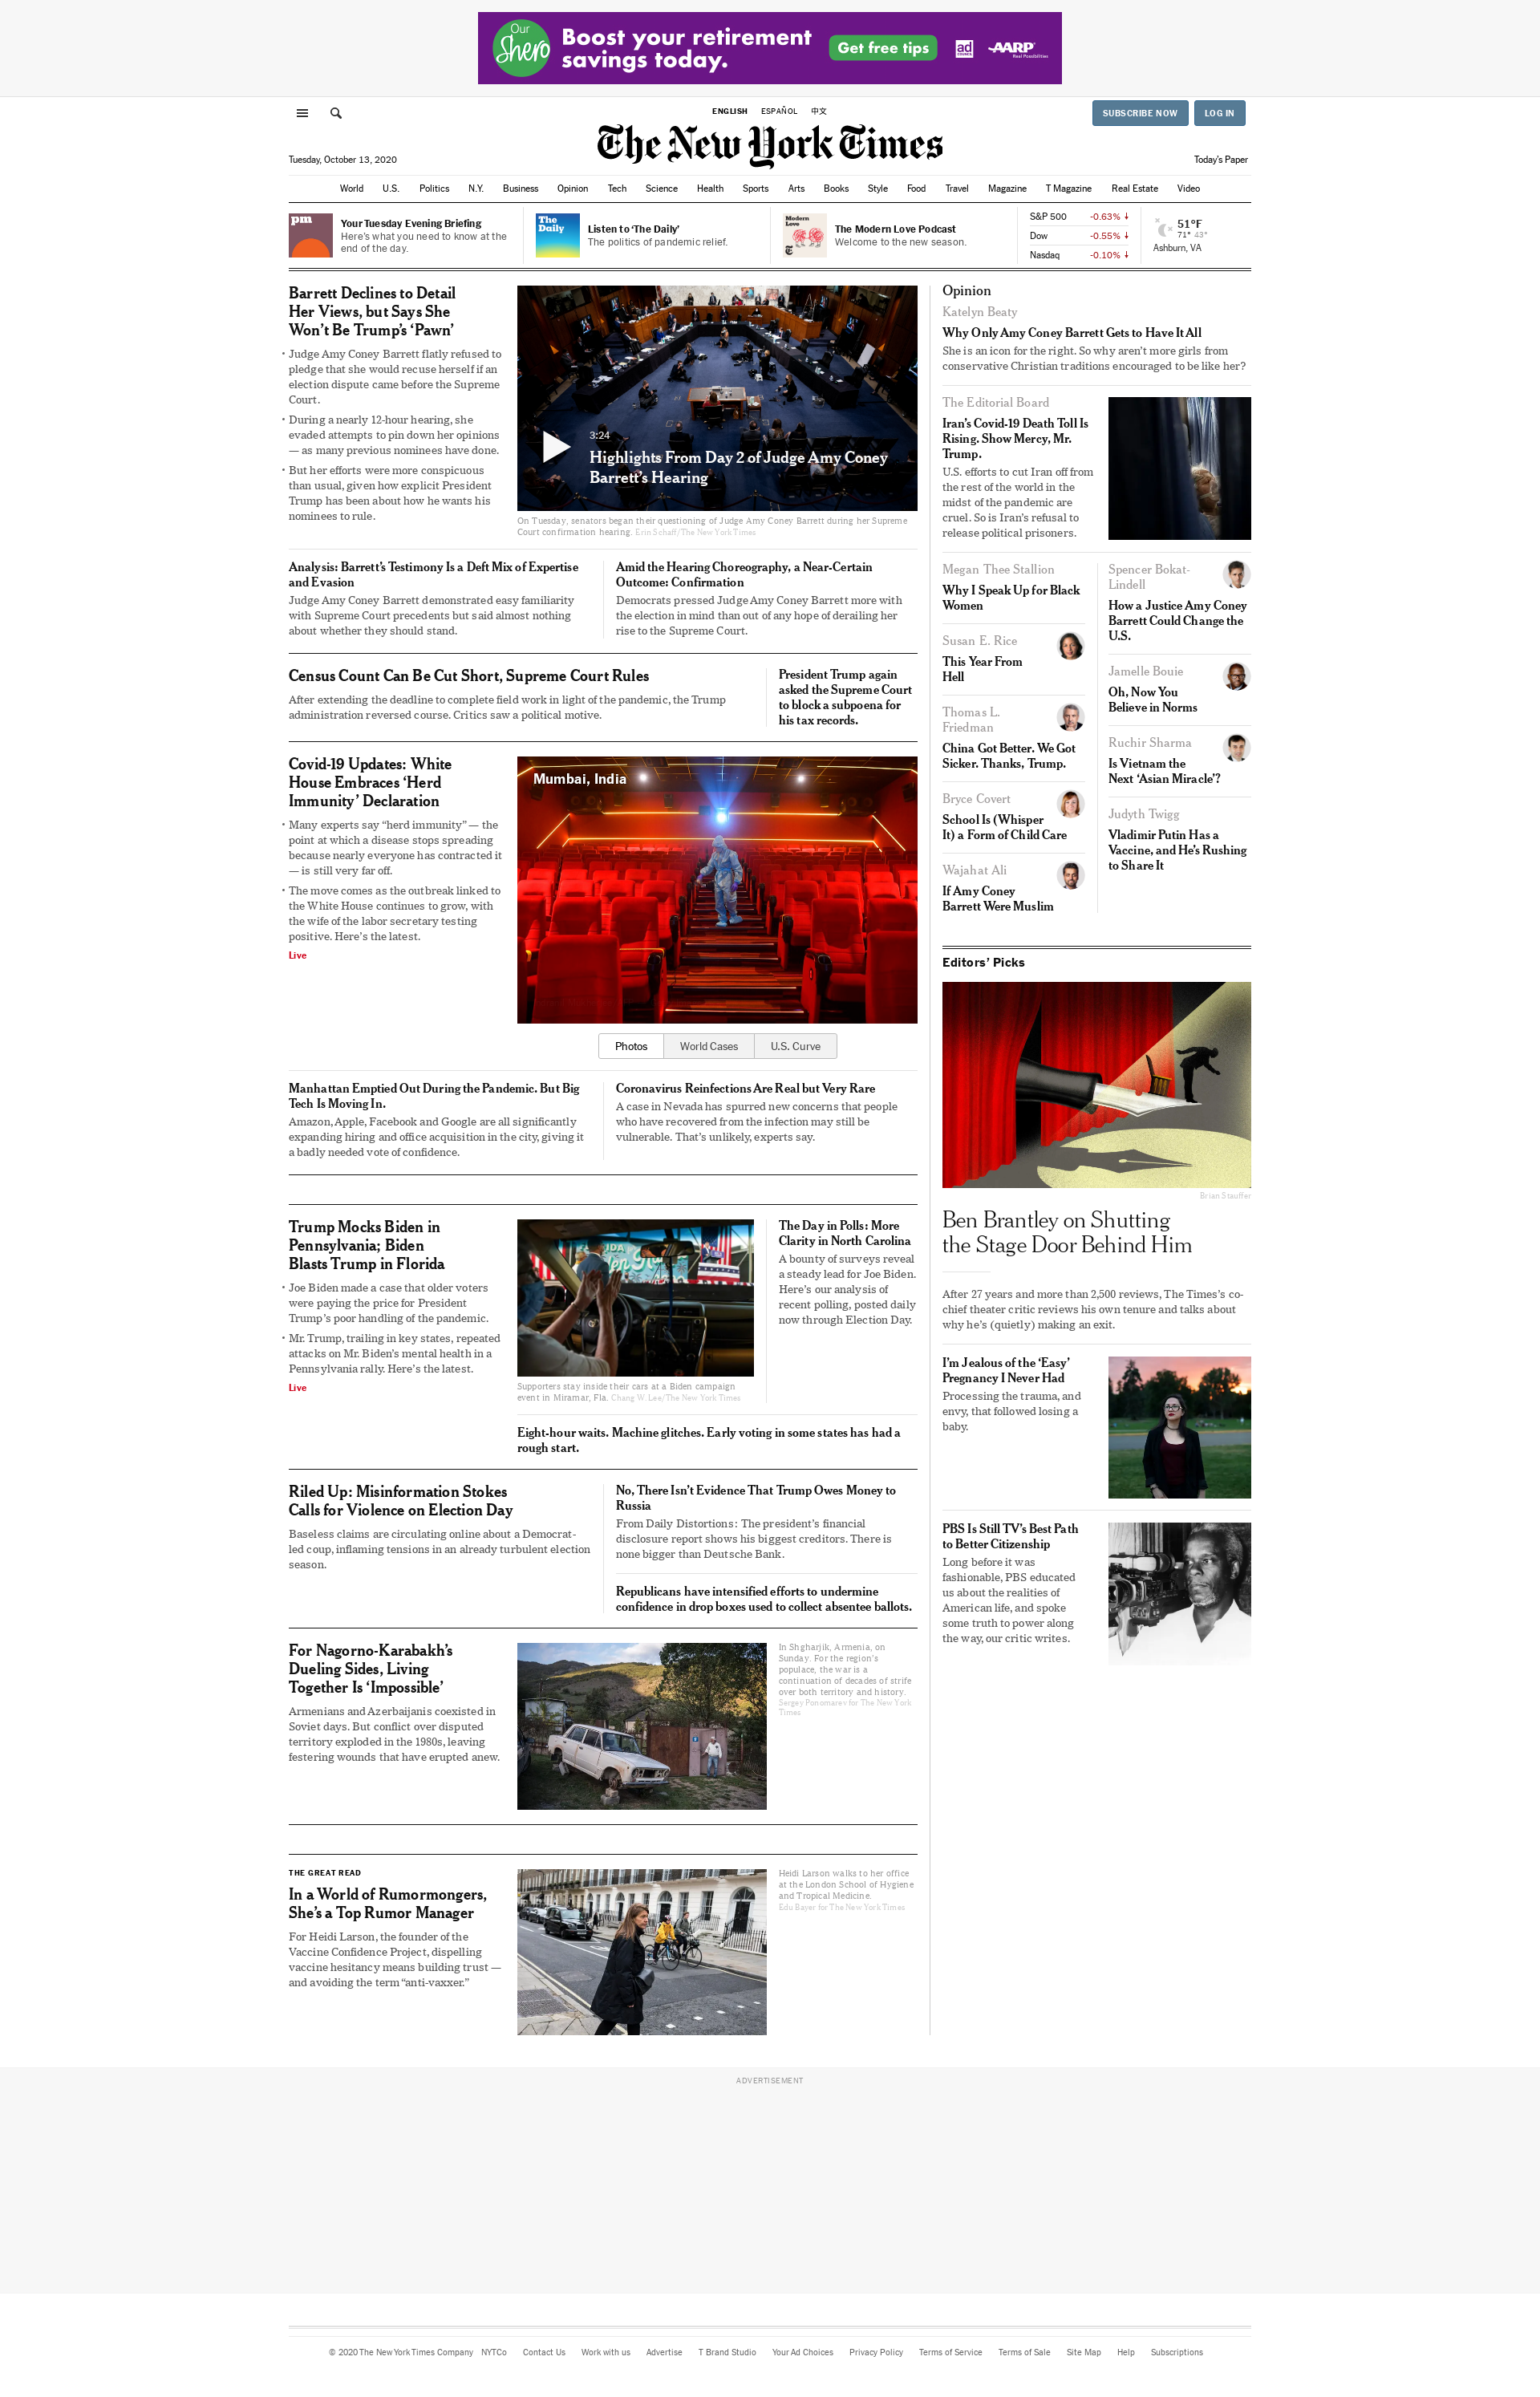 Our
Shero
Boost your retirement
savings today.
Get free tips
ad
COUNCIL
AARP
Real Possibilities
ENGLISH ESPAÑOL 中文
SUBSCRIBE NOW LOG IN
The New York Times
Tuesday, October 13, 2020
Today’s Paper
World U.S. Politics N.Y. Business Opinion Tech Science Health Sports Arts Books Style Food Travel Magazine T Magazine Real Estate Video
pm
Your Tuesday Evening Briefing
Here’s what you need to know at the
end of the day.
The
Daily
Listen to ‘The Daily’
The politics of pandemic relief.
Modern
Love
The Modern Love Podcast
Welcome to the new season.
S&P 500 -0.63%
Dow -0.55%
Nasdaq -0.10%
51°F
71° 43°
Ashburn, VA
Barrett Declines to Detail
Her Views, but Says She
Won’t Be Trump’s ‘Pawn’
Judge Amy Coney Barrett flatly refused to
pledge that she would recuse herself if an
election dispute came before the Supreme
Court.
During a nearly 12-hour hearing, she
evaded attempts to pin down her opinions
— as many previous nominees have done.
But her efforts were more conspicuous
than usual, given how explicit President
Trump has been about how he wants his
nominees to rule.
3:24
Highlights From Day 2 of Judge Amy Coney
Barrett’s Hearing
On Tuesday, senators began their questioning of Judge Amy Coney Barrett during her Supreme
Court confirmation hearing. Erin Schaff/The New York Times
Analysis: Barrett’s Testimony Is a Deft Mix of Expertise
and Evasion
Judge Amy Coney Barrett demonstrated easy familiarity
with Supreme Court precedents but said almost nothing
about whether they should stand.
Amid the Hearing Choreography, a Near-Certain
Outcome: Confirmation
Democrats pressed Judge Amy Coney Barrett more with
the election in mind than out of any hope of derailing her
rise to the Supreme Court.
Census Count Can Be Cut Short, Supreme Court Rules
After extending the deadline to complete field work in light of the pandemic, the Trump
administration reversed course. Critics saw a political motive.
President Trump again
asked the Supreme Court
to block a subpoena for
his tax records.
Covid-19 Updates: White
House Embraces ‘Herd
Immunity’ Declaration
Many experts say “herd immunity” — the
point at which a disease stops spreading
because nearly everyone has contracted it
— is still very far off.
The move comes as the outbreak linked to
the White House continues to grow, with
the wife of the labor secretary testing
positive. Here’s the latest.
Live
Mumbai, India
Photos World Cases U.S. Curve
Manhattan Emptied Out During the Pandemic. But Big
Tech Is Moving In.
Amazon, Apple, Facebook and Google are all significantly
expanding hiring and office acquisition in the city, giving it
a badly needed vote of confidence.
Coronavirus Reinfections Are Real but Very Rare
A case in Nevada has spurred new concerns that people
who have recovered from the infection may still be
vulnerable. That’s unlikely, experts say.
Trump Mocks Biden in
Pennsylvania; Biden
Blasts Trump in Florida
Joe Biden made a case that older voters
were paying the price for President
Trump’s poor handling of the pandemic.
Mr. Trump, trailing in key states, repeated
attacks on Mr. Biden’s mental health in a
Pennsylvania rally. Here’s the latest.
Live
Supporters stay inside their cars at a Biden campaign
event in Miramar, Fla. Chang W. Lee/The New York Times
The Day in Polls: More
Clarity in North Carolina
A bounty of surveys reveal
a steady lead for Joe Biden.
Here’s our analysis of
recent polling, posted daily
now through Election Day.
Eight-hour waits. Machine glitches. Early voting in some states has had a
rough start.
Riled Up: Misinformation Stokes
Calls for Violence on Election Day
Baseless claims are circulating online about a Democrat-
led coup, inflaming tensions in an already turbulent election
season.
No, There Isn’t Evidence That Trump Owes Money to
Russia
From Daily Distortions: The president’s financial
disclosure report shows his biggest creditors. There is
none bigger than Deutsche Bank.
Republicans have intensified efforts to undermine
confidence in drop boxes used to collect absentee ballots.
For Nagorno-Karabakh’s
Dueling Sides, Living
Together Is ‘Impossible’
Armenians and Azerbaijanis coexisted in
Soviet days. But conflict over disputed
territory exploded in the 1980s, leaving
festering wounds that have erupted anew.
In Shgharjik, Armenia, on
Sunday. For the region’s
populace, the war is a
continuation of decades of strife
over both territory and history.
Sergey Ponomarev for The New York
Times
THE GREAT READ
In a World of Rumormongers,
She’s a Top Rumor Manager
For Heidi Larson, the founder of the
Vaccine Confidence Project, dispelling
vaccine hesitancy means building trust —
and avoiding the term “anti-vaxxer.”
Heidi Larson walks to her office
at the London School of Hygiene
and Tropical Medicine.
Edu Bayer for The New York Times
Opinion
Katelyn Beaty
Why Only Amy Coney Barrett Gets to Have It All
She is an icon for the right. So why aren’t more girls from
conservative Christian traditions encouraged to be like her?
The Editorial Board
Iran’s Covid-19 Death Toll Is
Rising. Show Mercy, Mr.
Trump.
U.S. efforts to cut Iran off from
the rest of the world in the
midst of the pandemic are
cruel. So is Iran’s refusal to
release political prisoners.
Megan Thee Stallion
Why I Speak Up for Black
Women
Susan E. Rice
This Year From
Hell
Thomas L.
Friedman
China Got Better. We Got
Sicker. Thanks, Trump.
Bryce Covert
School Is (Whisper
It) a Form of Child Care
Wajahat Ali
If Amy Coney
Barrett Were Muslim
Spencer Bokat-
Lindell
How a Justice Amy Coney
Barrett Could Change the
U.S.
Jamelle Bouie
Oh, Now You
Believe in Norms
Ruchir Sharma
Is Vietnam the
Next ‘Asian Miracle’?
Judyth Twigg
Vladimir Putin Has a
Vaccine, and He’s Rushing
to Share It
Editors’ Picks
Brian Stauffer
Ben Brantley on Shutting
the Stage Door Behind Him
After 27 years and more than 2,500 reviews, The Times’s co-
chief theater critic reviews his own tenure and talks about
why he’s (quietly) making an exit.
I’m Jealous of the ‘Easy’
Pregnancy I Never Had
Processing the trauma, and
envy, that followed losing a
baby.
PBS Is Still TV’s Best Path
to Better Citizenship
Long before it was
fashionable, PBS educated
us about the realities of
American life, and spoke
some truth to power along
the way, our critic writes.
ADVERTISEMENT
© 2020 The New York Times Company NYTCo Contact Us Work with us Advertise T Brand Studio Your Ad Choices Privacy Policy Terms of Service Terms of Sale Site Map Help Subscriptions